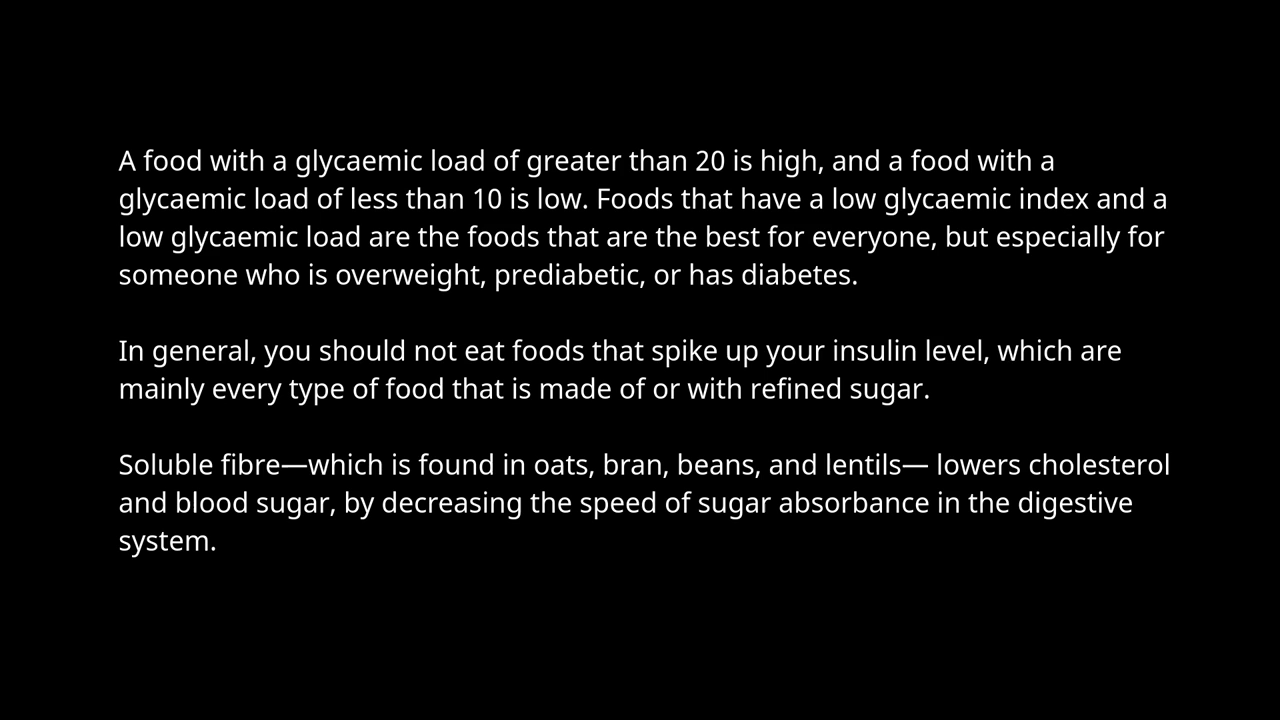 A food with a glycaemic load of greater than 20 is high, and a food with a
glycaemic load of less than 10 is low. Foods that have a low glycaemic index and a
low glycaemic load are the foods that are the best for everyone, but especially for
someone who is overweight, prediabetic, or has diabetes.
In general, you should not eat foods that spike up your insulin level, which are
mainly every type of food that is made of or with refined sugar.
Soluble fibre—which is found in oats, bran, beans, and lentils— lowers cholesterol
and blood sugar, by decreasing the speed of sugar absorbance in the digestive
system.